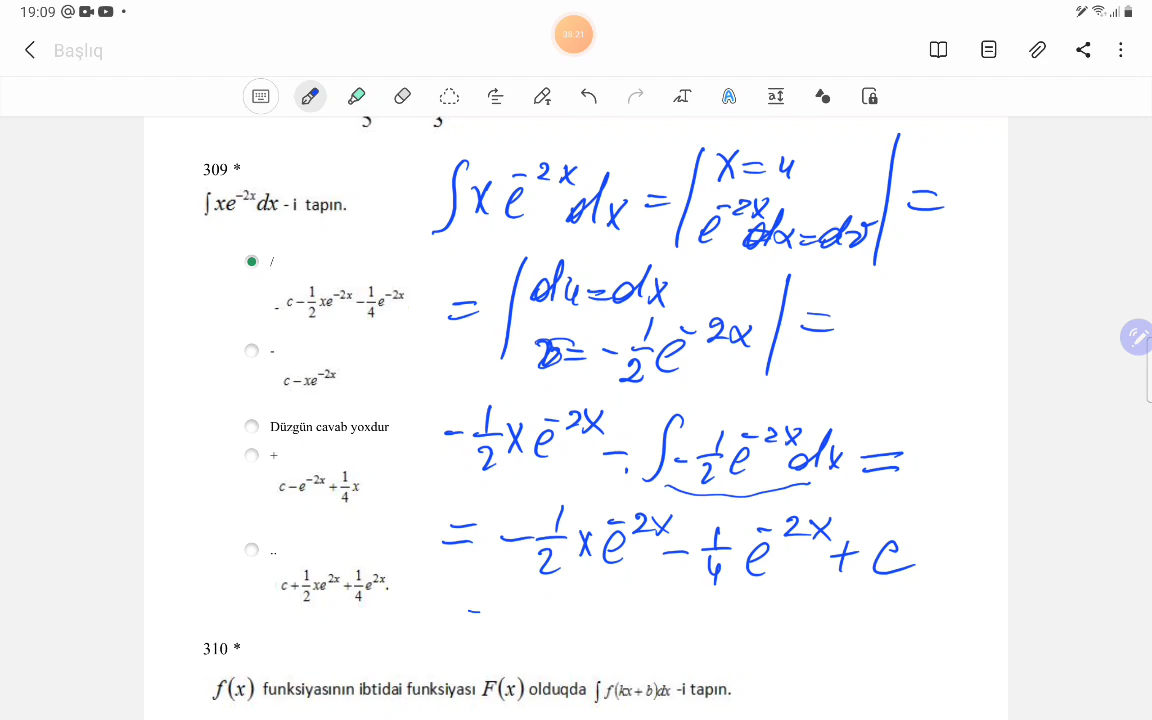 19:09
08:21
Başlıq
309 *
∫xe^{-2x}dx - i tapın.
/
- c - 1/2 xe^{-2x} - 1/4 e^{-2x}
-
c - xe^{-2x}
Düzgün cavab yoxdur
+
c - e^{-2x} + 1/4 x
..
c + 1/2 xe^{2x} + 1/4 e^{2x}.
∫ x e^{-2x} dx = | x = u
e^{-2x} dx = dv | =
= | du = dx
v = -1/2 e^{-2x} | =
-1/2 x e^{-2x} - ∫ -1/2 e^{-2x} dx =
= -1/2 x e^{-2x} - 1/4 e^{-2x} + c
310 *
f(x) funksiyasının ibtidai funksiyası F(x) olduqda ∫ f(kx + b)dx -i tapın.